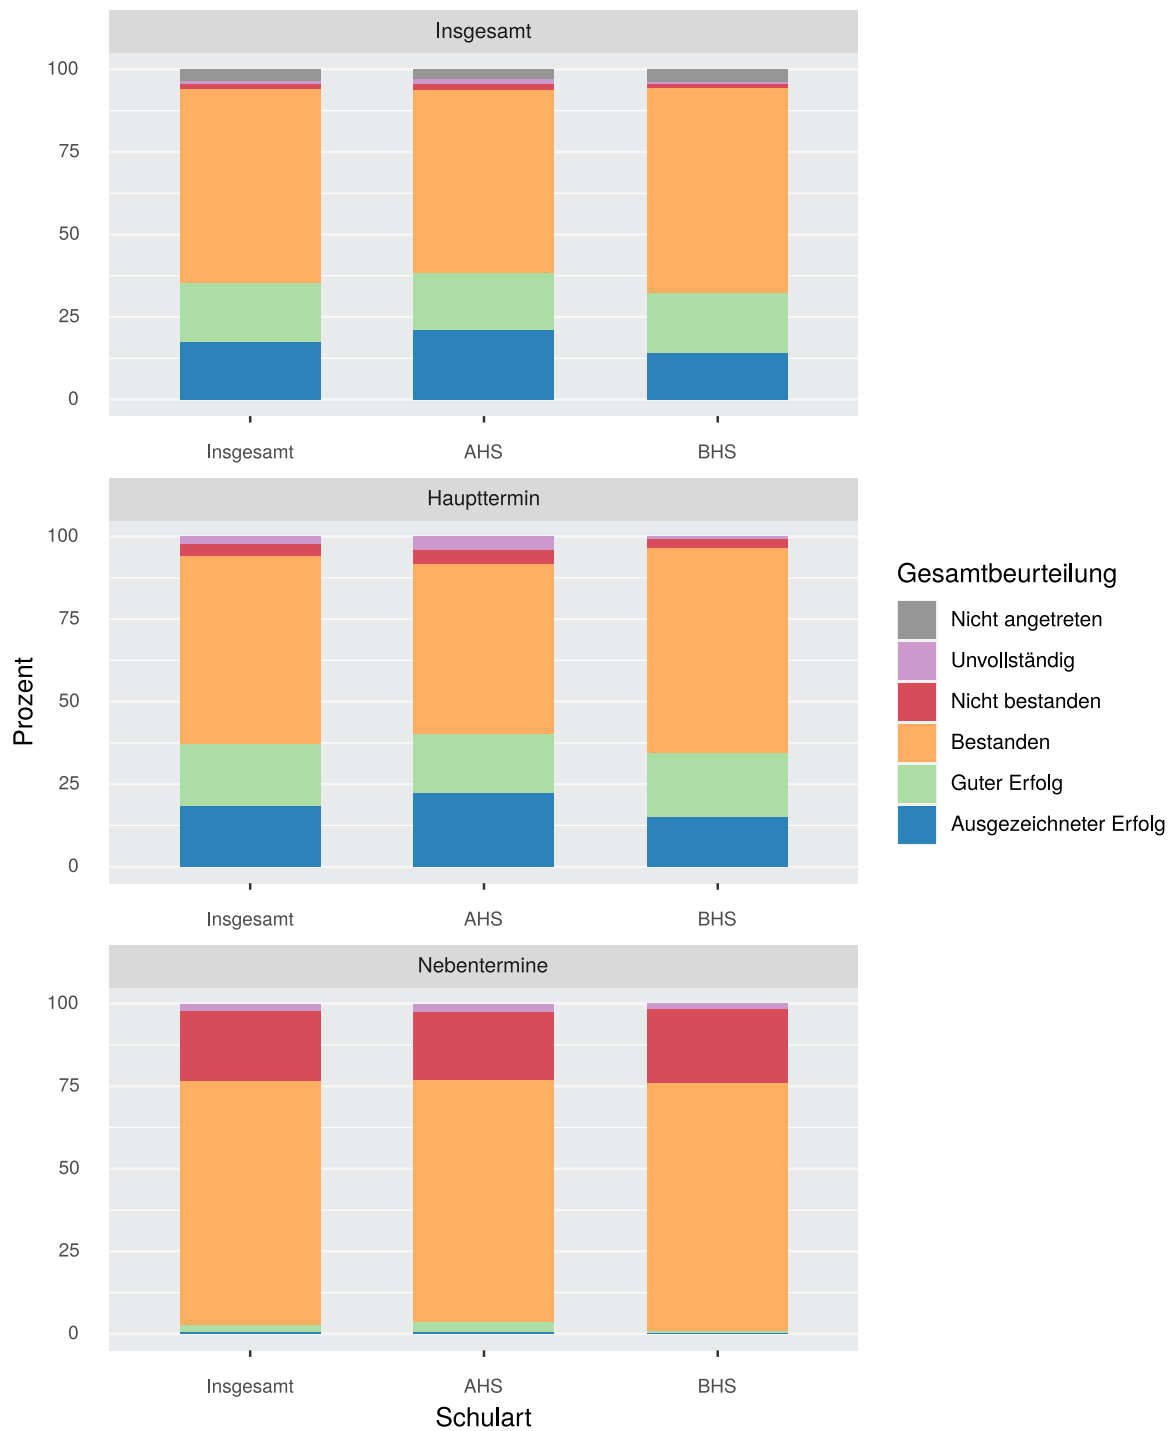 Insgesamt
100
75
50
25
0
Insgesamt AHS BHS
Haupttermin
100
75
50
25
0
Insgesamt AHS BHS
Nebentermine
100
75
50
25
0
Insgesamt AHS BHS
Schulart
Prozent
Gesamtbeurteilung
Nicht angetreten
Unvollständig
Nicht bestanden
Bestanden
Guter Erfolg
Ausgezeichneter Erfolg